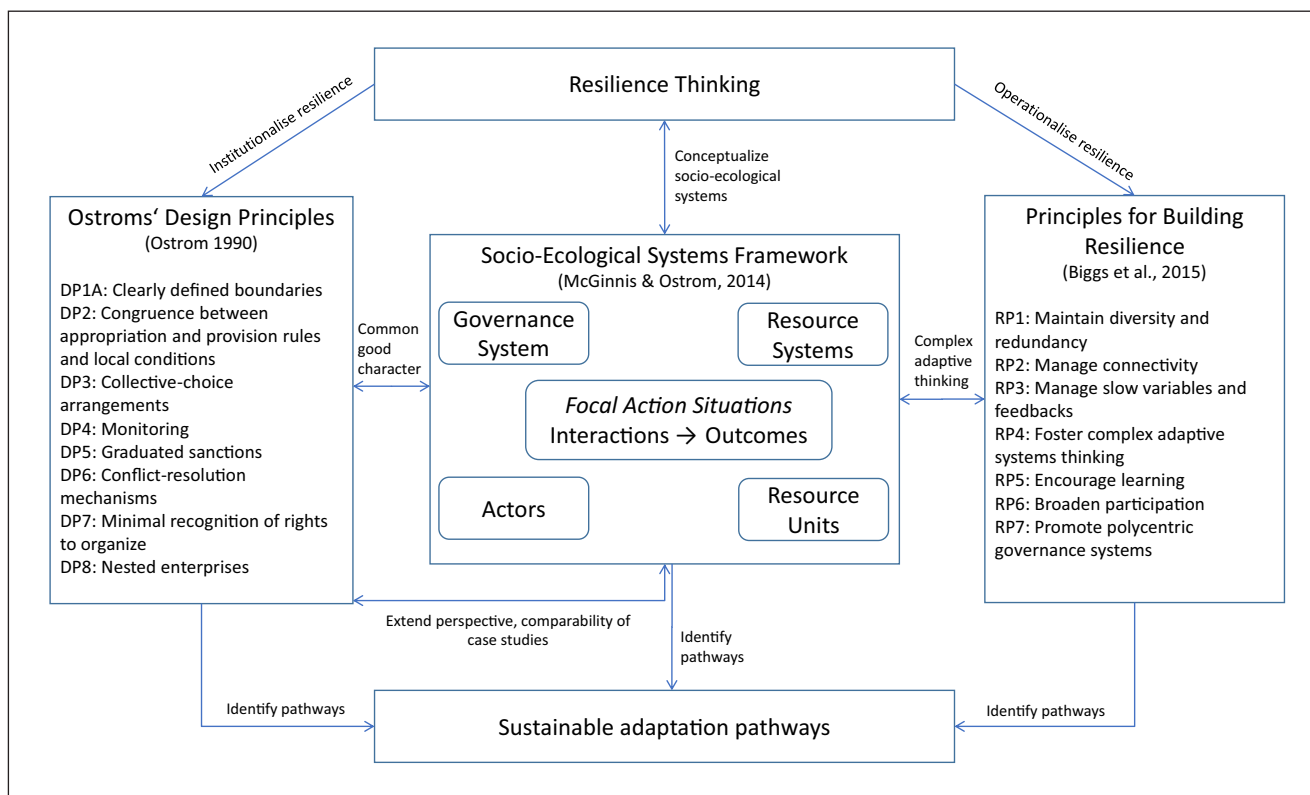 Resilience Thinking
Institutionalise resilience
Operationalise resilience
Conceptualize
socio-ecological
systems
Ostroms‘ Design Principles
(Ostrom 1990)
DP1A: Clearly defined boundaries
DP2: Congruence between
appropriation and provision rules
and local conditions
DP3: Collective-choice
arrangements
DP4: Monitoring
DP5: Graduated sanctions
DP6: Conflict-resolution
mechanisms
DP7: Minimal recognition of rights
to organize
DP8: Nested enterprises
Common
good
character
Socio-Ecological Systems Framework
(McGinnis & Ostrom, 2014)
Governance
System
Resource
Systems
Focal Action Situations
Interactions → Outcomes
Actors
Resource
Units
Complex
adaptive
thinking
Principles for Building
Resilience
(Biggs et al., 2015)
RP1: Maintain diversity and
redundancy
RP2: Manage connectivity
RP3: Manage slow variables and
feedbacks
RP4: Foster complex adaptive
systems thinking
RP5: Encourage learning
RP6: Broaden participation
RP7: Promote polycentric
governance systems
Extend perspective, comparability of
case studies
Identify
pathways
Identify pathways
Identify pathways
Sustainable adaptation pathways